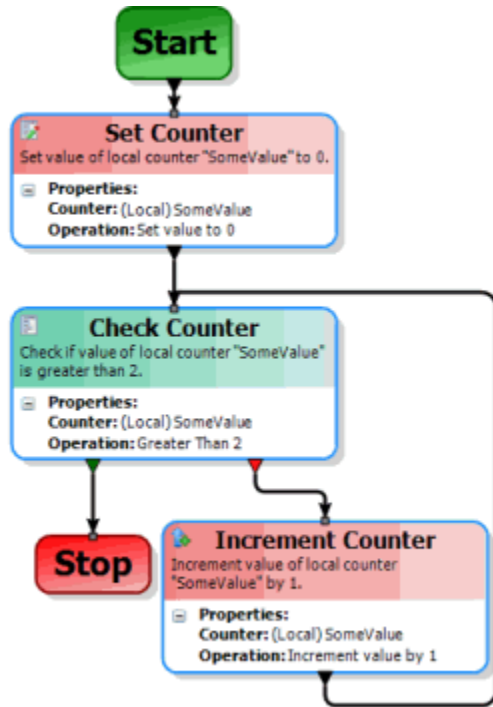 Start
Set Counter
Set value of local counter "SomeValue" to 0.
Properties:
Counter: (Local) SomeValue
Operation: Set value to 0
Check Counter
Check if value of local counter "SomeValue"
is greater than 2.
Properties:
Counter: (Local) SomeValue
Operation: Greater Than 2
Stop
Increment Counter
Increment value of local counter
"SomeValue" by 1.
Properties:
Counter: (Local) SomeValue
Operation: Increment value by 1